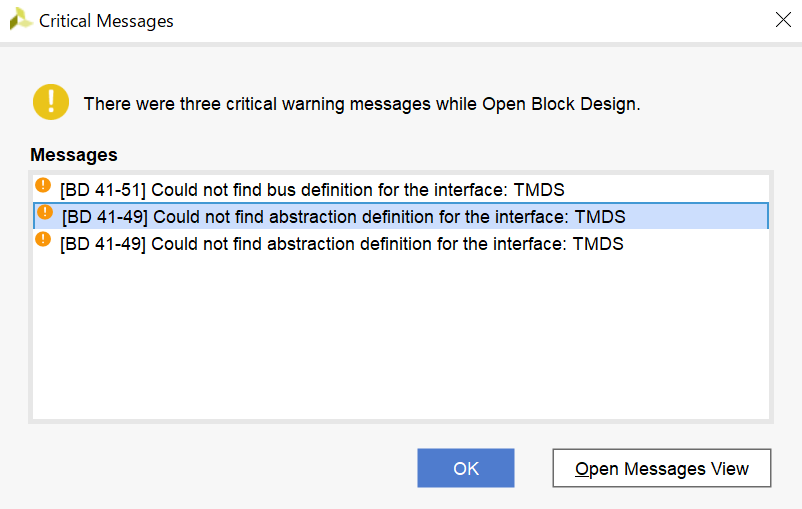 Critical Messages
There were three critical warning messages while Open Block Design.
Messages
[BD 41-51] Could not find bus definition for the interface: TMDS
[BD 41-49] Could not find abstraction definition for the interface: TMDS
[BD 41-49] Could not find abstraction definition for the interface: TMDS
OK
Open Messages View